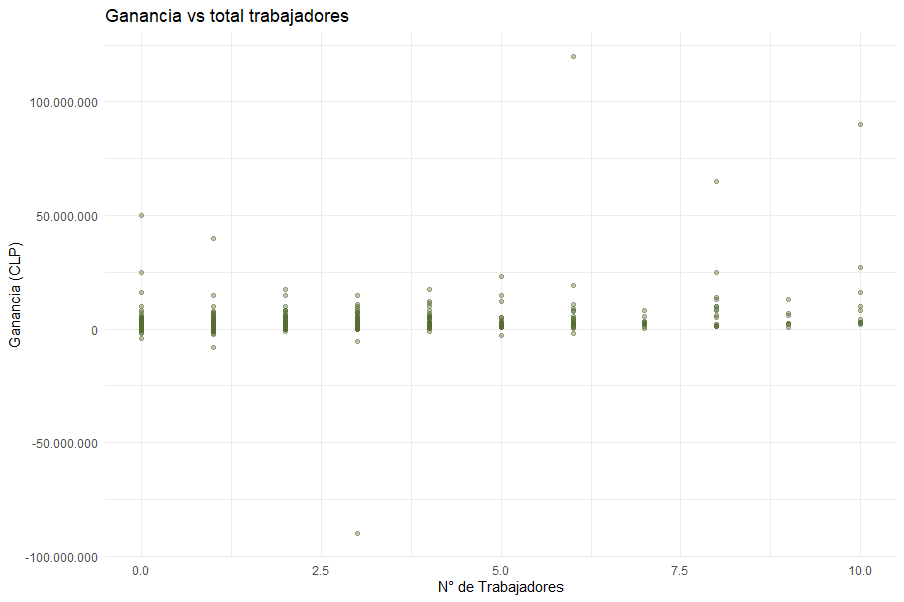 Ganancia vs total trabajadores
Ganancia (CLP)
100.000.000
50.000.000
0
-50.000.000
-100.000.000
0.0 2.5 5.0 7.5 10.0
N° de Trabajadores